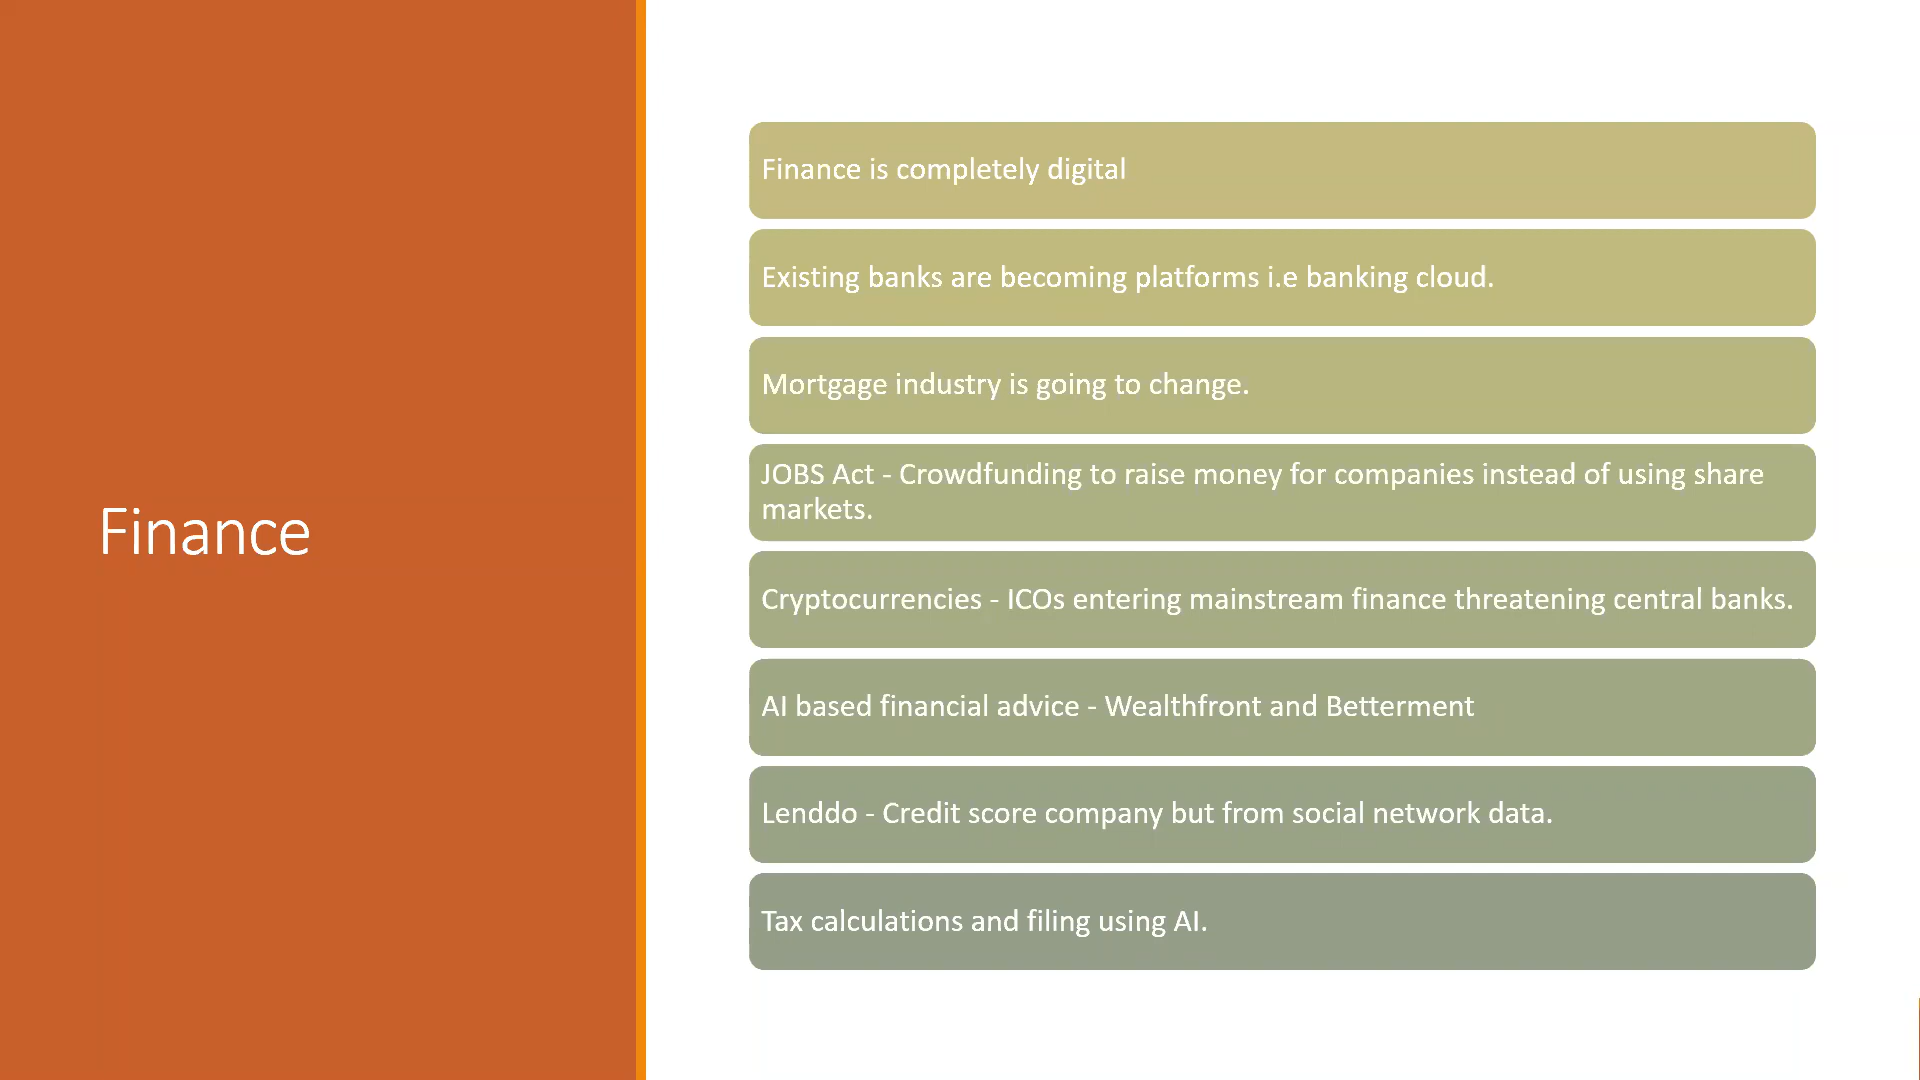 Finance
Finance is completely digital
Existing banks are becoming platforms i.e banking cloud.
Mortgage industry is going to change.
JOBS Act - Crowdfunding to raise money for companies instead of using share
markets.
Cryptocurrencies - ICOs entering mainstream finance threatening central banks.
AI based financial advice - Wealthfront and Betterment
Lenddo - Credit score company but from social network data.
Tax calculations and filing using AI.